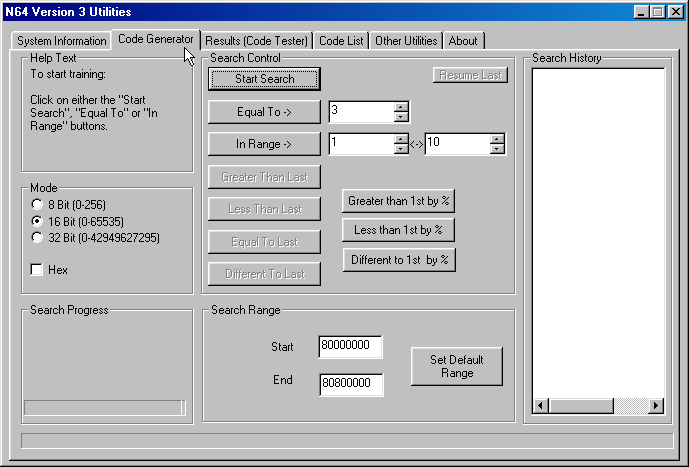 N64 Version 3 Utilities
System Information
Code Generator
Results (Code Tester)
Code List
Other Utilities
About
Help Text
To start training:
Click on either the "Start
Search", "Equal To" or "In
Range" buttons.
Mode
8 Bit (0-256)
16 Bit (0-65535)
32 Bit (0-42949627295)
Hex
Search Progress
Search Control
Start Search
Resume Last
Equal To ->
3
In Range ->
1
<->
10
Greater Than Last
Less Than Last
Equal To Last
Different To Last
Greater than 1st by %
Less than 1st by %
Different to 1st by %
Search Range
Start
80000000
End
80800000
Set Default
Range
Search History